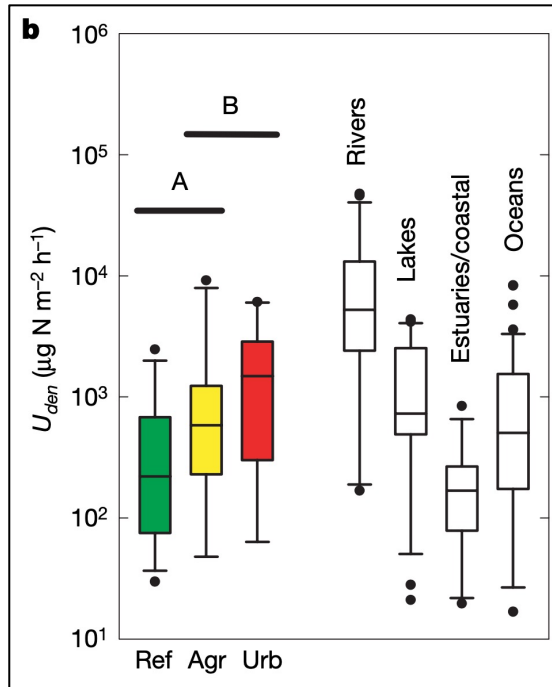 b
10⁶
10⁵
10⁴
10³
10²
10¹
U_den (μg N m⁻² h⁻¹)
A
B
Rivers
Lakes
Estuaries/coastal
Oceans
Ref Agr Urb